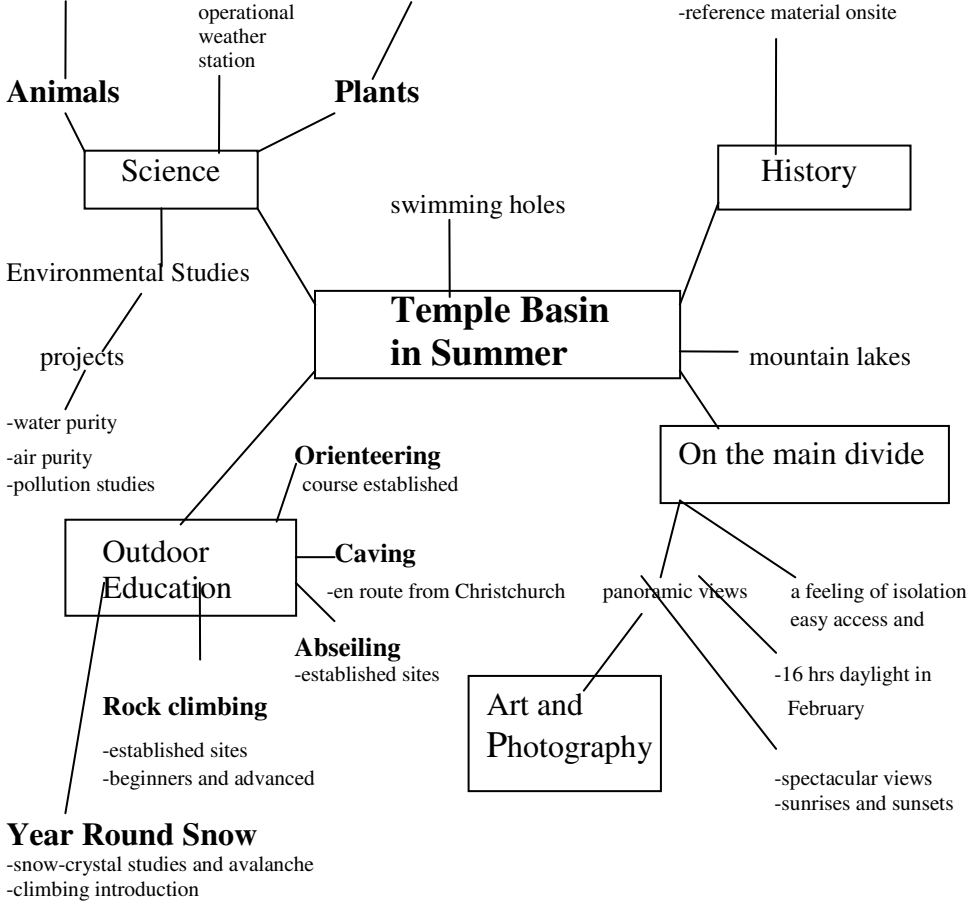 operational
weather
station
-reference material onsite
Animals
Plants
Science
History
swimming holes
Environmental Studies
Temple Basin
in Summer
projects
mountain lakes
-water purity
-air purity
-pollution studies
Orienteering
course established
On the main divide
Outdoor
Education
Caving
-en route from Christchurch
panoramic views
a feeling of isolation
easy access and
Abseiling
-established sites
-16 hrs daylight in
February
Rock climbing
-established sites
-beginners and advanced
Art and
Photography
-spectacular views
-sunrises and sunsets
Year Round Snow
-snow-crystal studies and avalanche
-climbing introduction